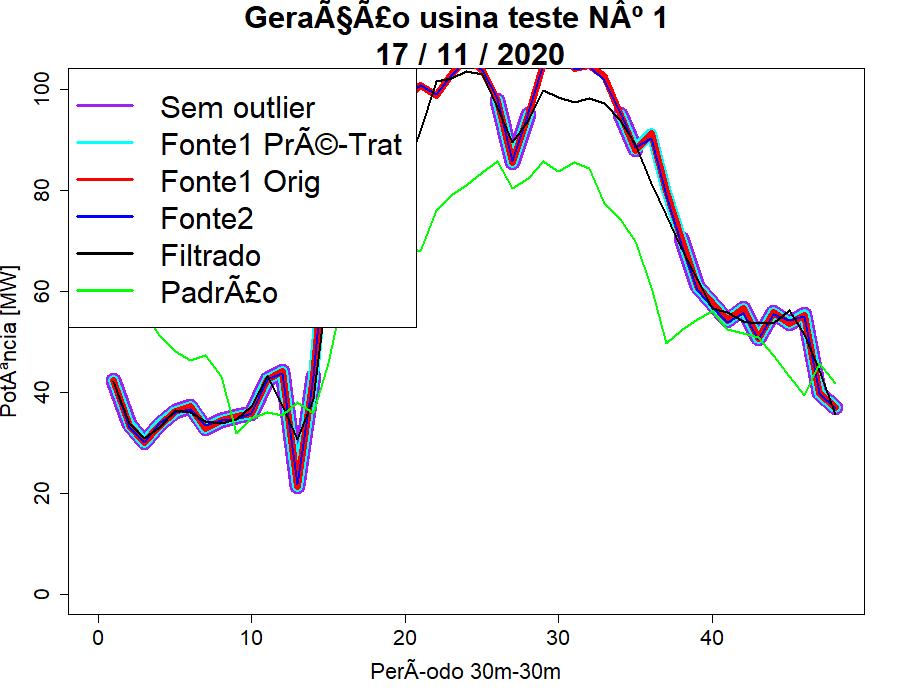 GeraÃ§Ã£o usina teste NÂº 1
17 / 11 / 2020
Sem outlier
Fonte1 PrÃ©-Trat
Fonte1 Orig
Fonte2
Filtrado
PadrÃ£o
PotÃªncia [MW]
100
80
60
40
20
0
0 10 20 30 40
PerÃ-odo 30m-30m